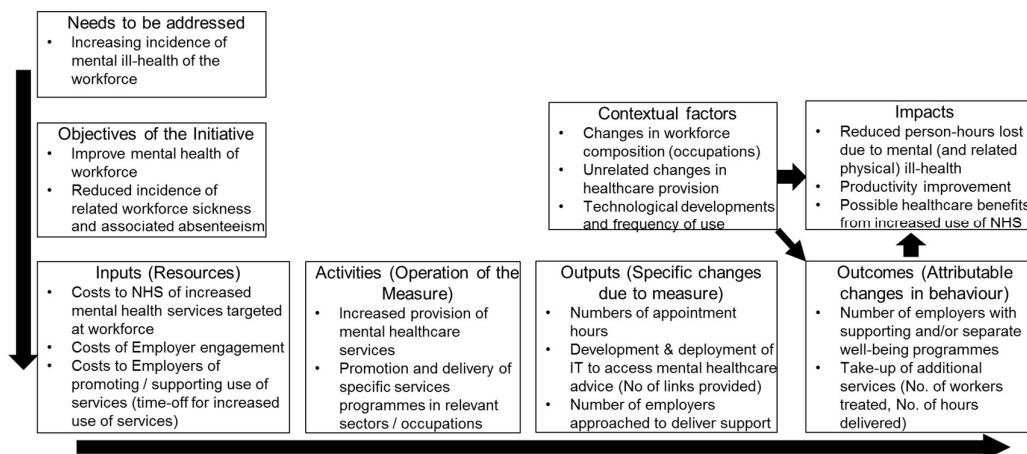 Needs to be addressed
• Increasing incidence of
mental ill-health of the
workforce
Objectives of the Initiative
• Improve mental health of
workforce
• Reduced incidence of
related workforce sickness
and associated absenteeism
Contextual factors
• Changes in workforce
composition (occupations)
• Unrelated changes in
healthcare provision
• Technological developments
and frequency of use
Impacts
• Reduced person-hours lost
due to mental (and related
physical) ill-health
• Productivity improvement
• Possible healthcare benefits
from increased use of NHS
Inputs (Resources)
• Costs to NHS of increased
mental health services targeted
at workforce
• Costs of Employer engagement
• Costs to Employers of
promoting / supporting use of
services (time-off for increased
use of services)
Activities (Operation of the
Measure)
• Increased provision of
mental healthcare
services
• Promotion and delivery of
specific services
programmes in relevant
sectors / occupations
Outputs (Specific changes
due to measure)
• Numbers of appointment
hours
• Development & deployment of
IT to access mental healthcare
advice (No of links provided)
• Number of employers
approached to deliver support
Outcomes (Attributable
changes in behaviour)
• Number of employers with
supporting and/or separate
well-being programmes
• Take-up of additional
services (No. of workers
treated, No. of hours
delivered)